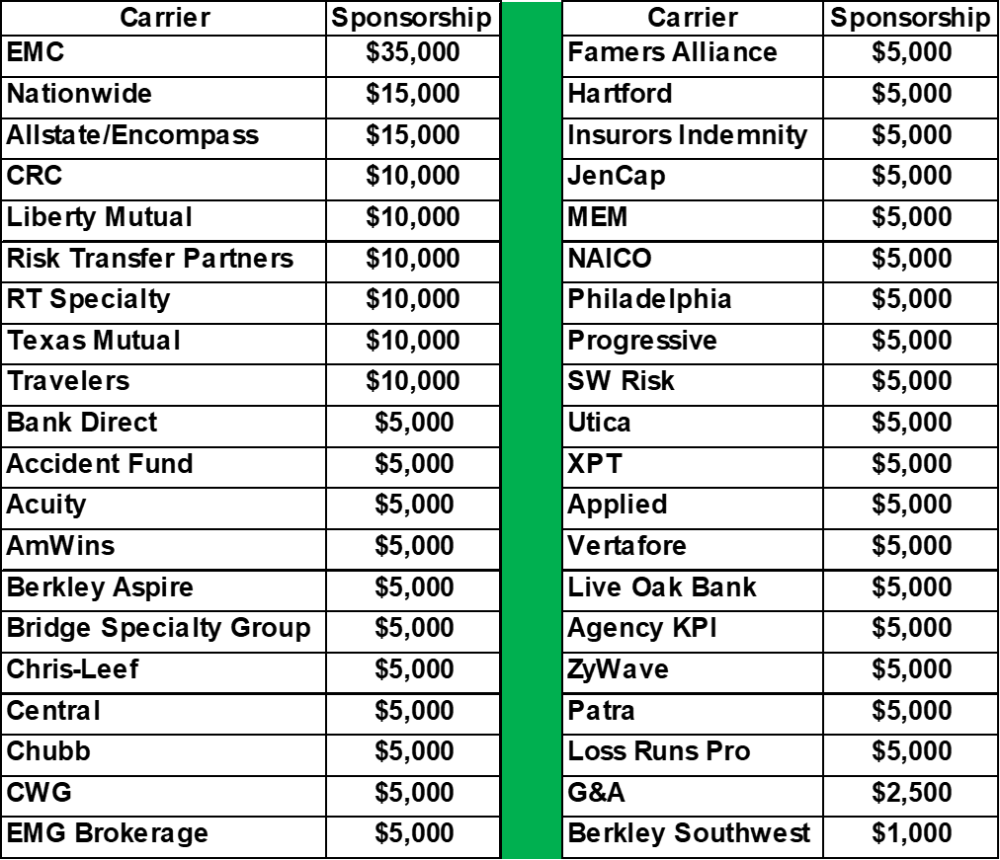 Carrier Sponsorship
EMC $35,000
Nationwide $15,000
Allstate/Encompass $15,000
CRC $10,000
Liberty Mutual $10,000
Risk Transfer Partners $10,000
RT Specialty $10,000
Texas Mutual $10,000
Travelers $10,000
Bank Direct $5,000
Accident Fund $5,000
Acuity $5,000
AmWins $5,000
Berkley Aspire $5,000
Bridge Specialty Group $5,000
Chris-Leef $5,000
Central $5,000
Chubb $5,000
CWG $5,000
EMG Brokerage $5,000
Carrier Sponsorship
Famers Alliance $5,000
Hartford $5,000
Insurors Indemnity $5,000
JenCap $5,000
MEM $5,000
NAICO $5,000
Philadelphia $5,000
Progressive $5,000
SW Risk $5,000
Utica $5,000
XPT $5,000
Applied $5,000
Vertafore $5,000
Live Oak Bank $5,000
Agency KPI $5,000
ZyWave $5,000
Patra $5,000
Loss Runs Pro $5,000
G&A $2,500
Berkley Southwest $1,000